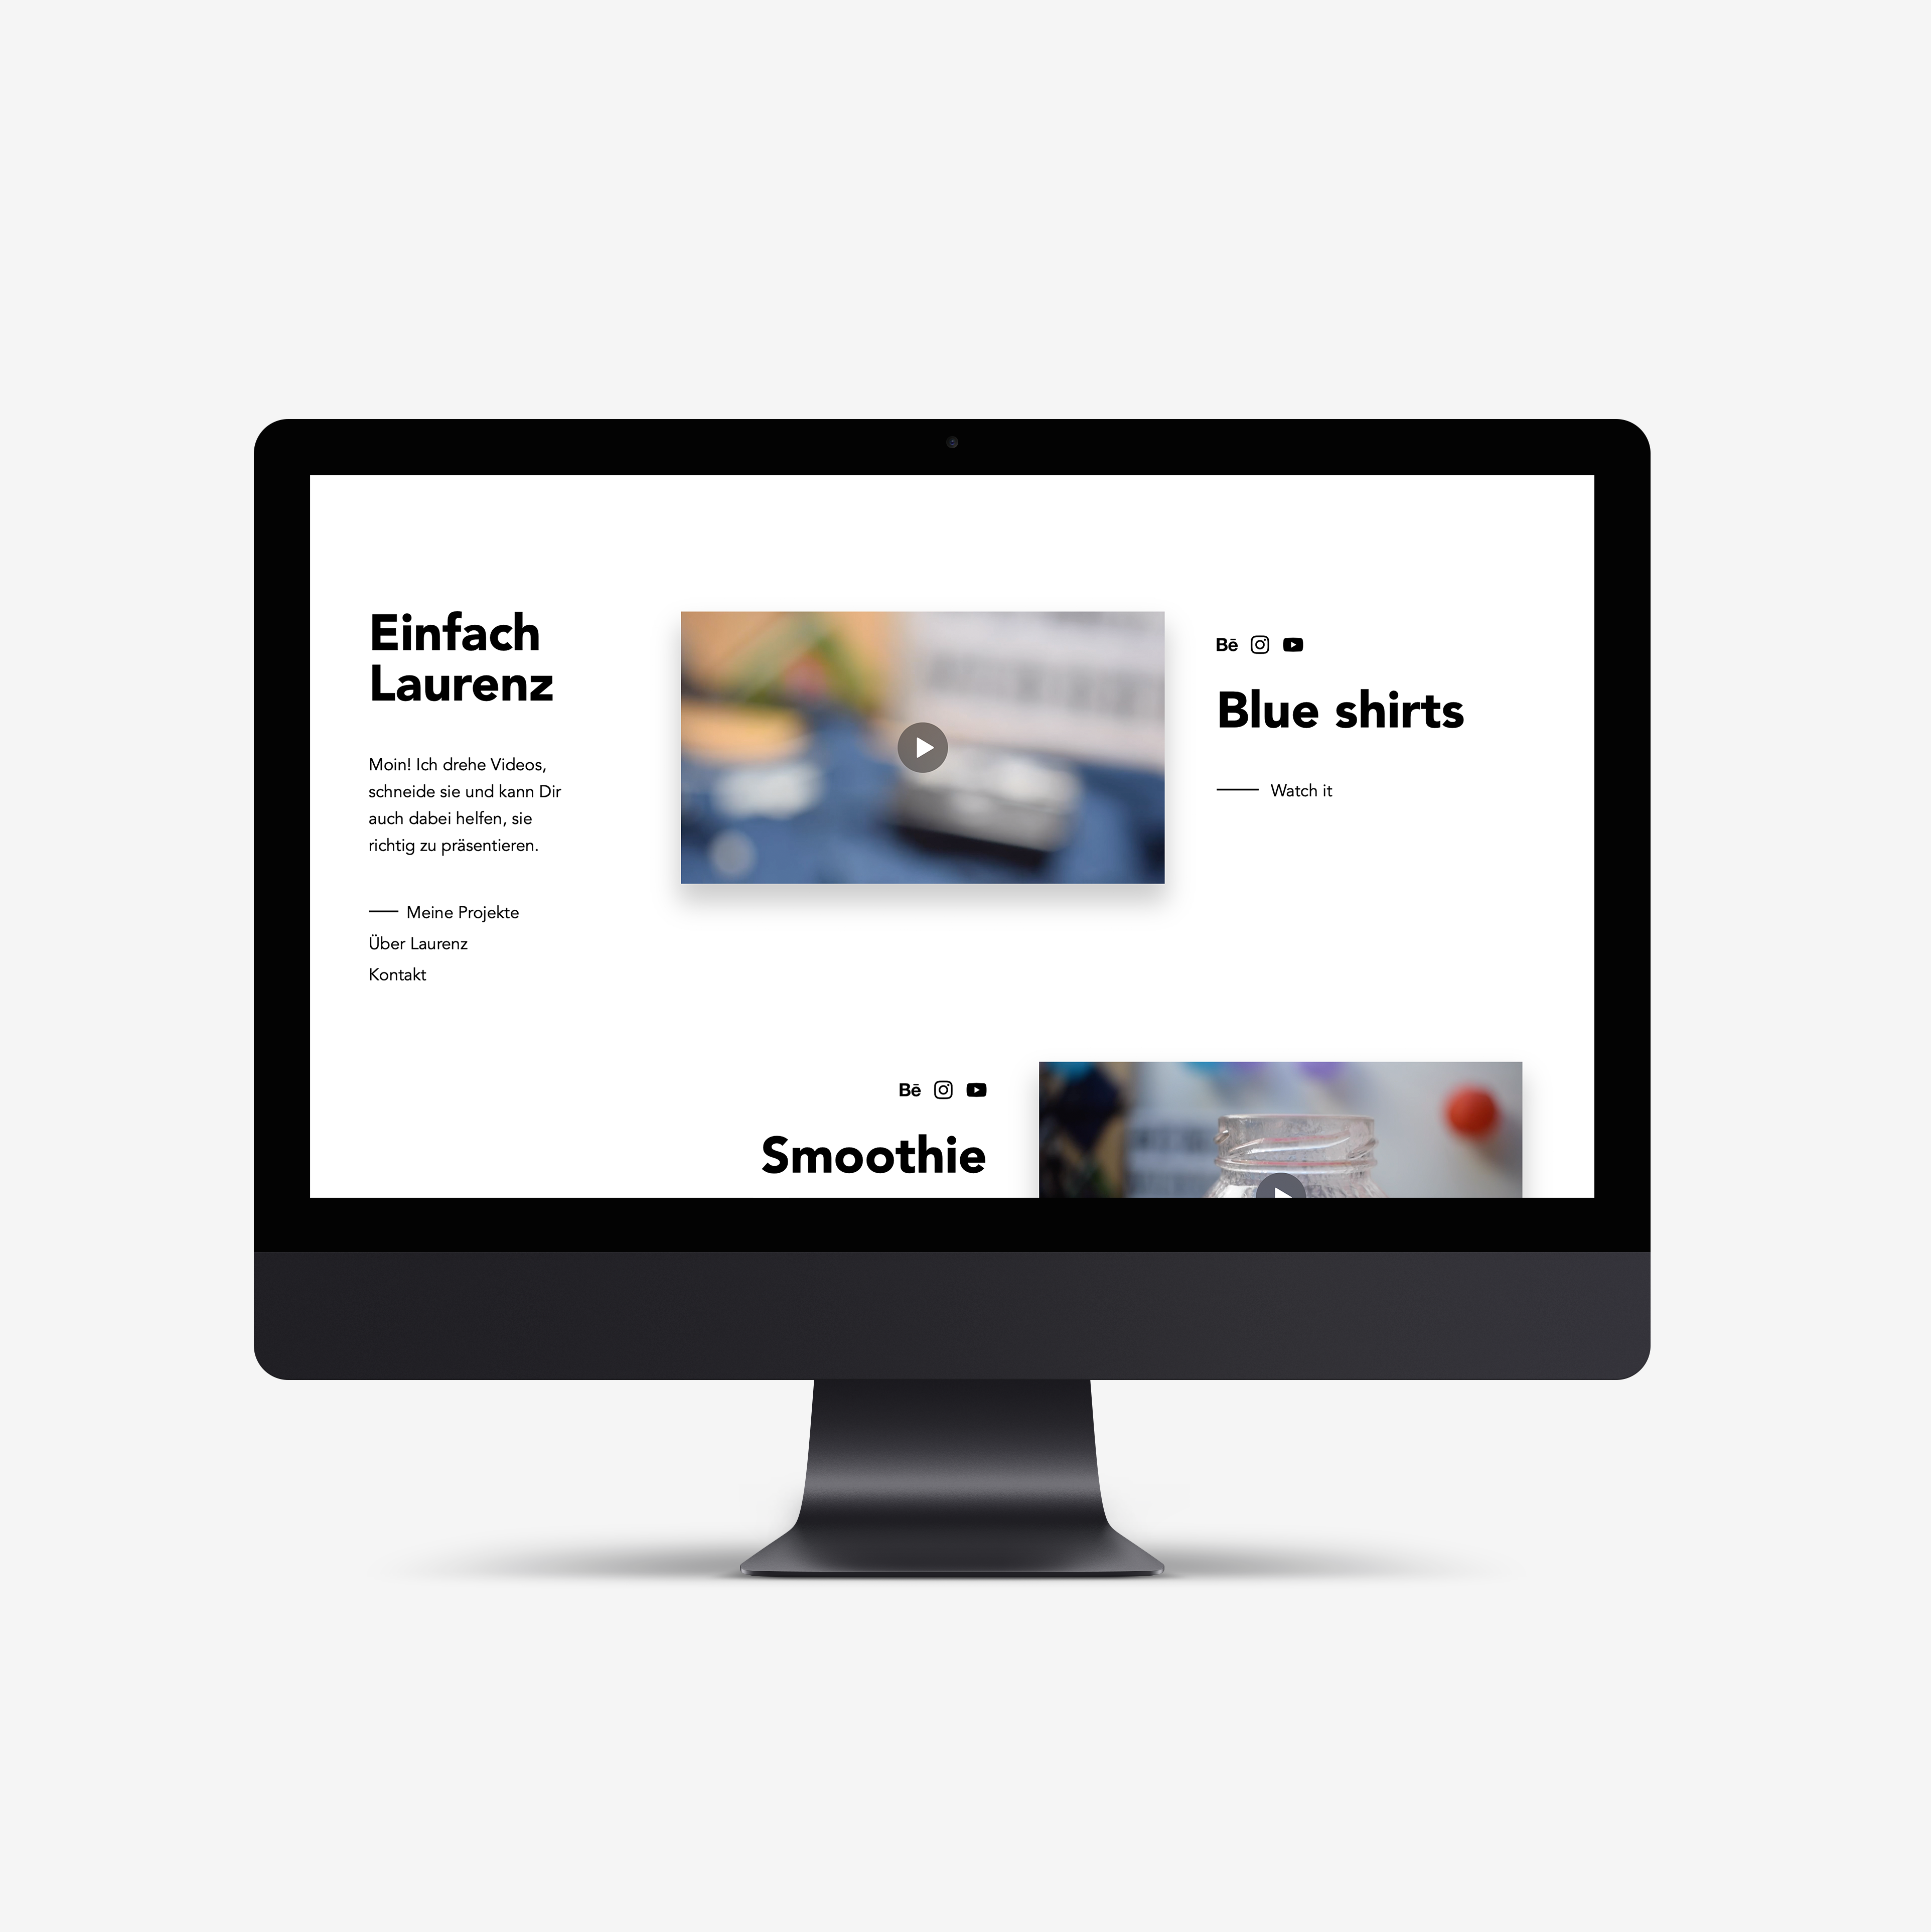 Einfach
Laurenz
Moin! Ich drehe Videos,
schneide sie und kann Dir
auch dabei helfen, sie
richtig zu präsentieren.
Meine Projekte
Über Laurenz
Kontakt
Bē
Blue shirts
Watch it
Bē
Smoothie